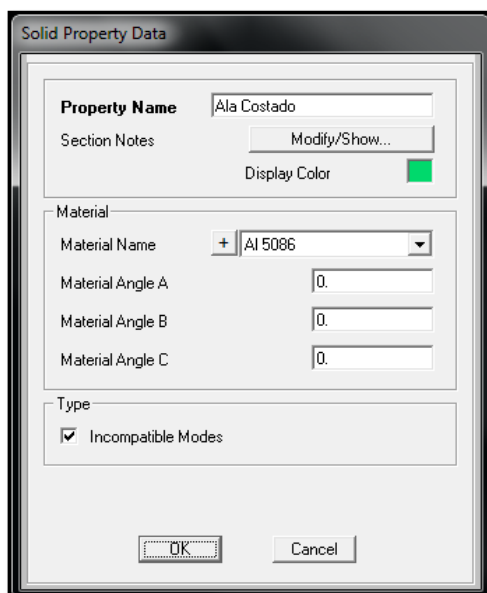 Solid Property Data
Property Name Ala Costado
Section Notes Modify/Show...
Display Color
Material
Material Name + Al 5086
Material Angle A 0.
Material Angle B 0.
Material Angle C 0.
Type
Incompatible Modes
OK Cancel